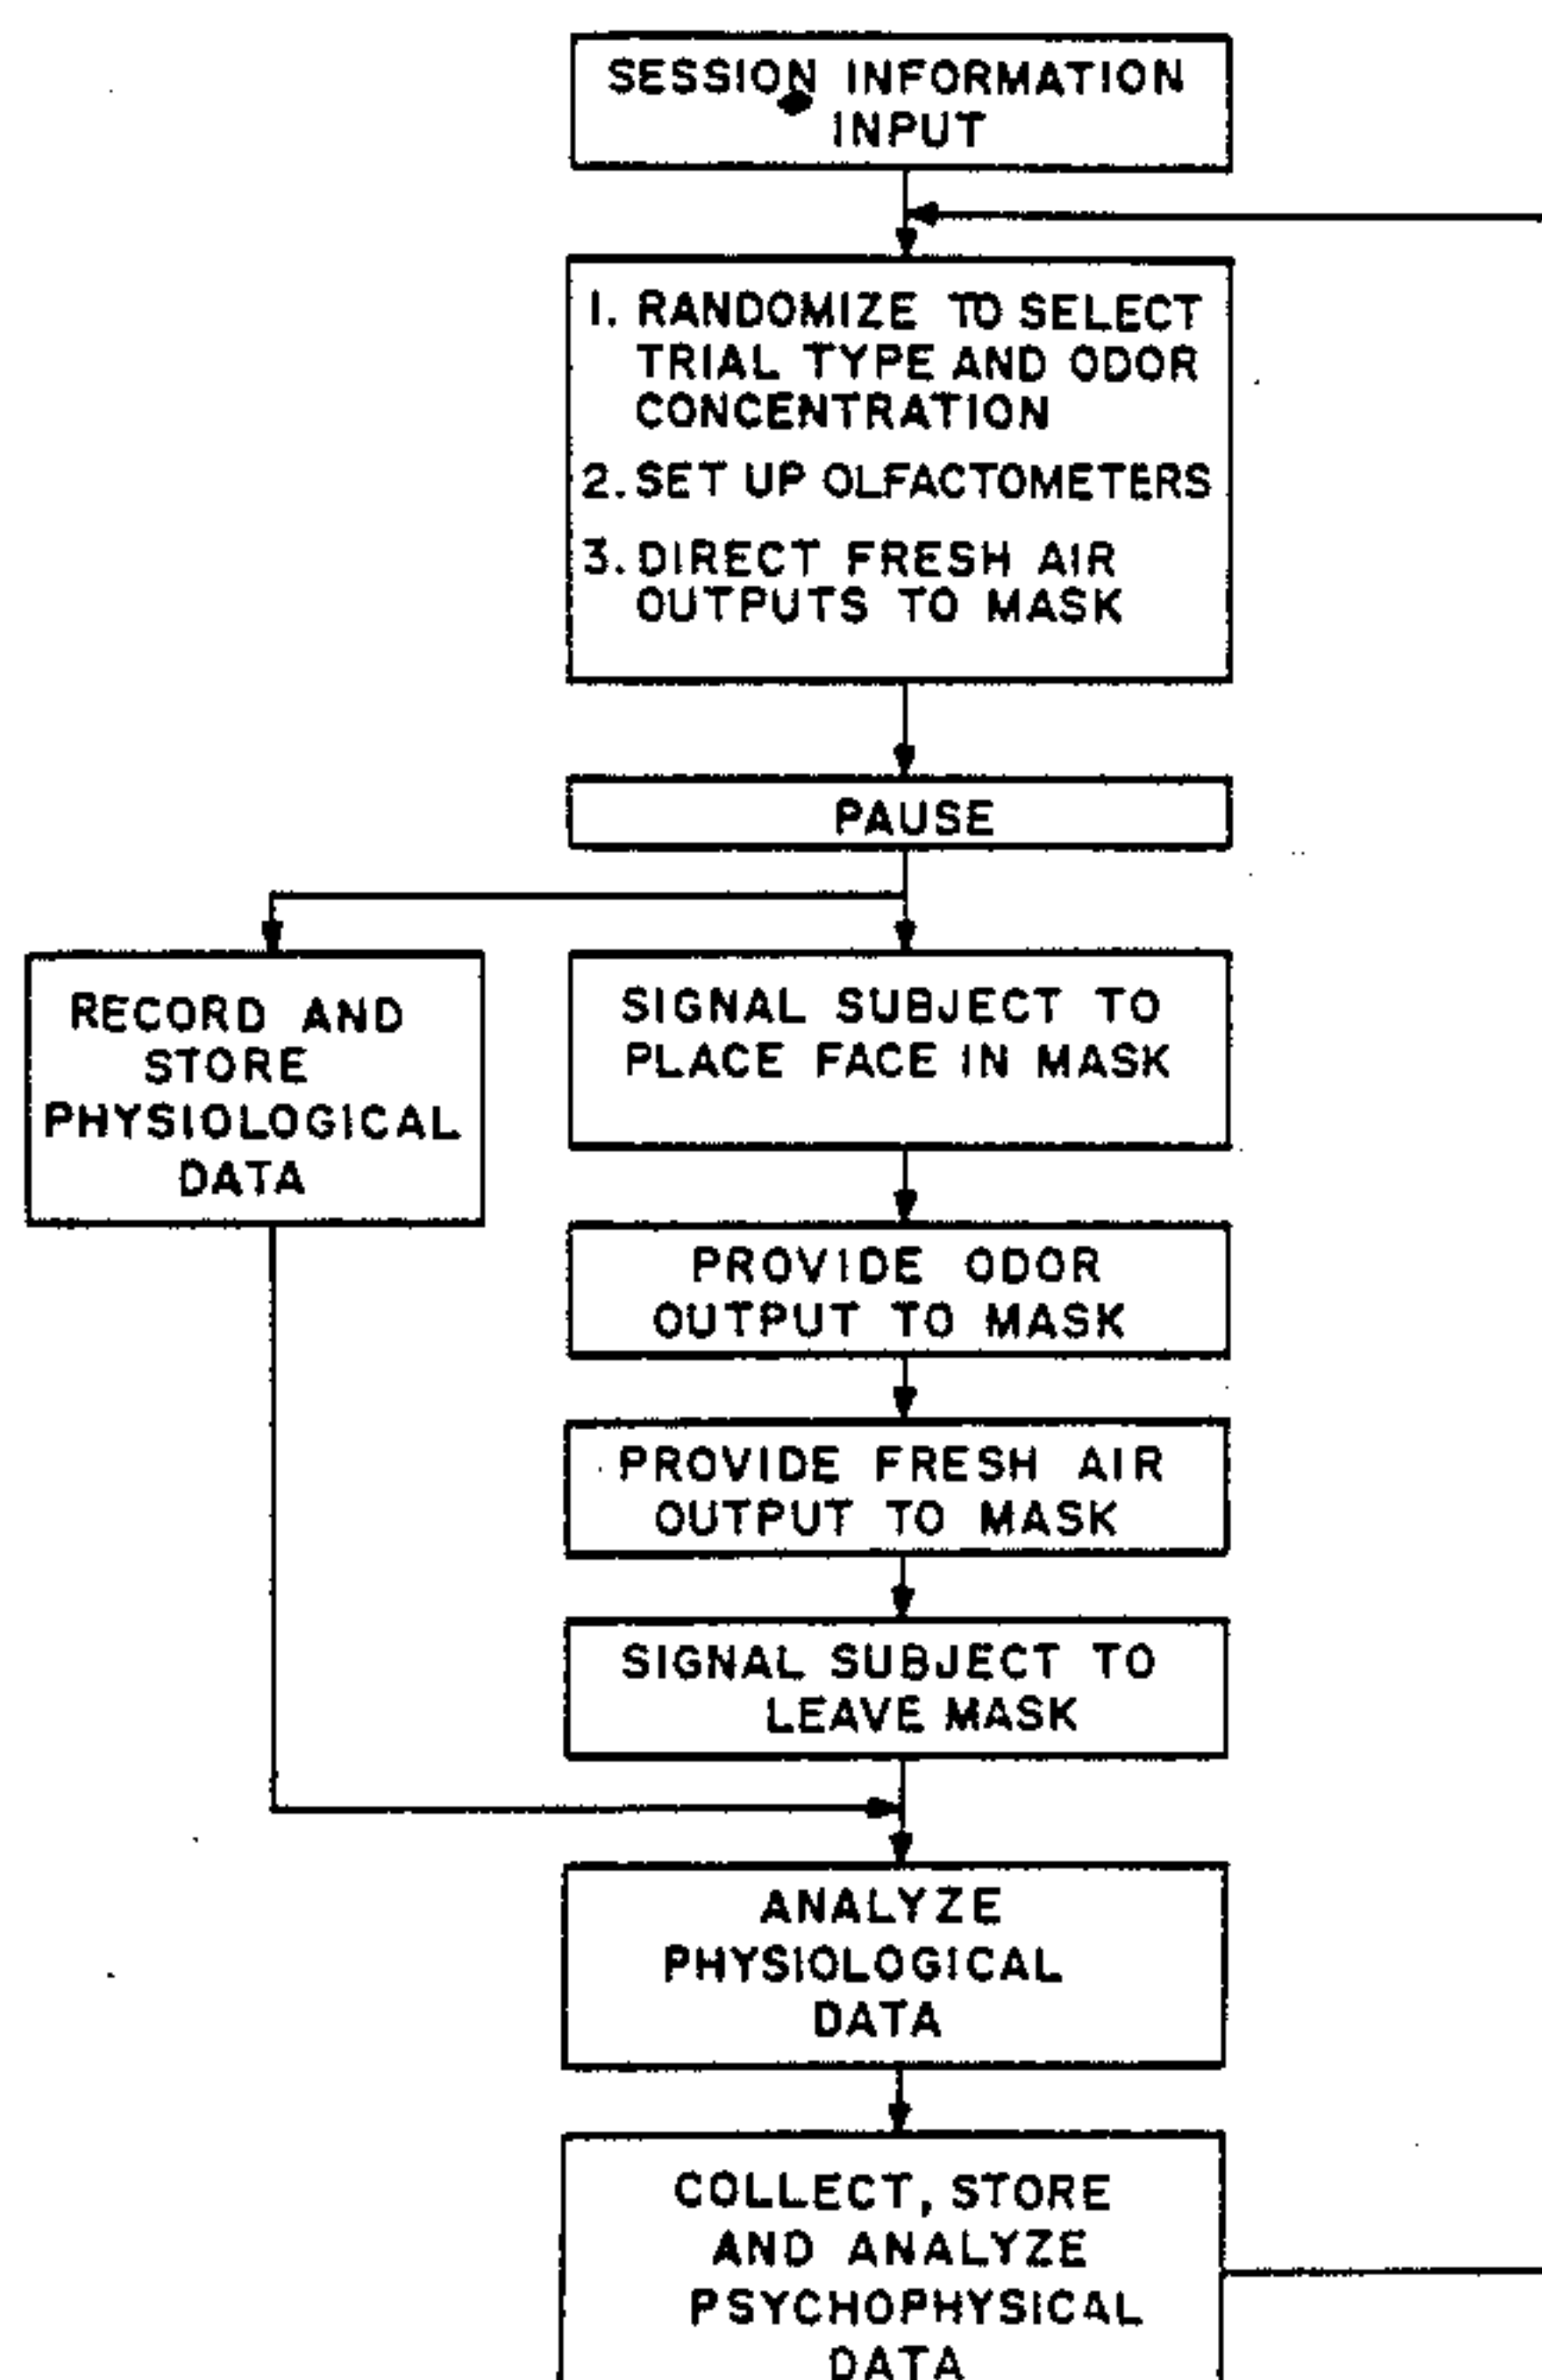 SESSION INFORMATION
INPUT
1. RANDOMIZE TO SELECT
TRIAL TYPE AND ODOR
CONCENTRATION
2. SET UP OLFACTOMETERS
3. DIRECT FRESH AIR
OUTPUTS TO MASK
PAUSE
RECORD AND
STORE
PHYSIOLOGICAL
DATA
SIGNAL SUBJECT TO
PLACE FACE IN MASK
PROVIDE ODOR
OUTPUT TO MASK
PROVIDE FRESH AIR
OUTPUT TO MASK
SIGNAL SUBJECT TO
LEAVE MASK
ANALYZE
PHYSIOLOGICAL
DATA
COLLECT, STORE
AND ANALYZE
PSYCHOPHYSICAL
DATA